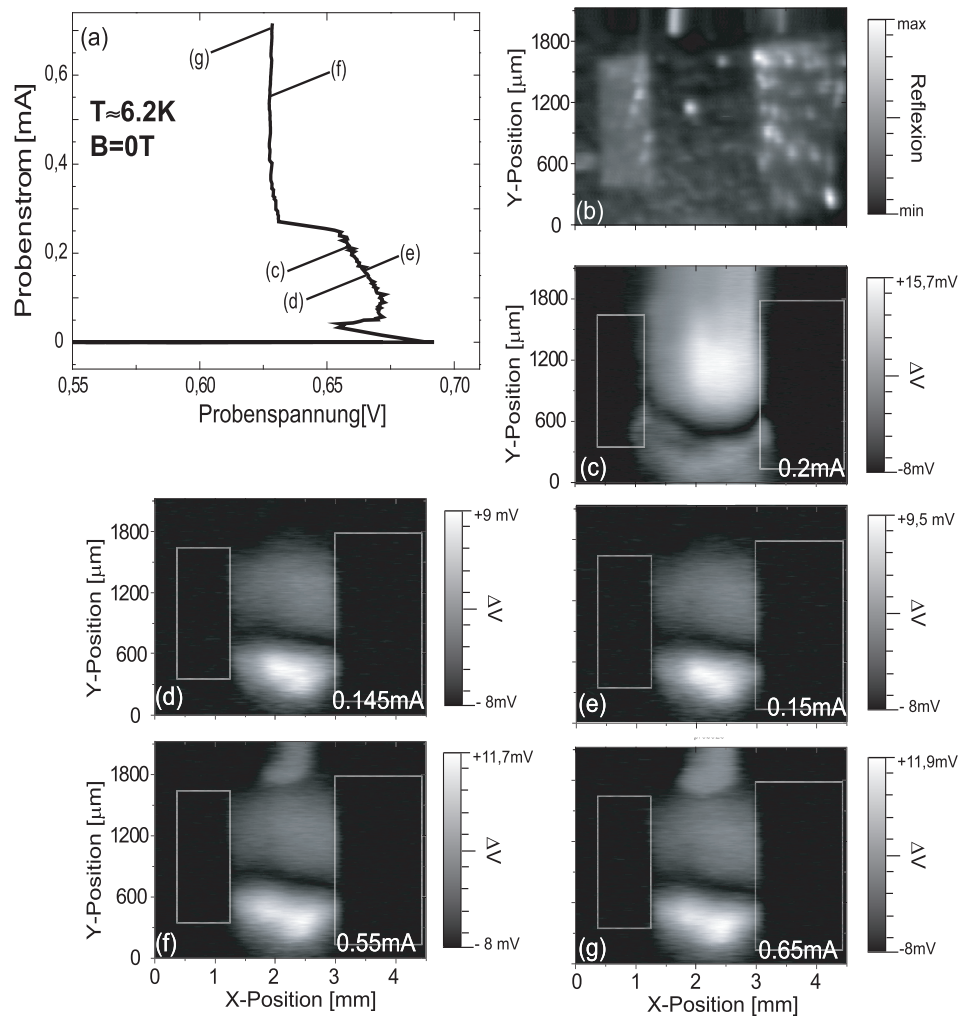 (a)
T≈6.2K
B=0T
(g)
(f)
(c)
(e)
(d)
Probenstrom [mA]
0,6
0,4
0,2
0
0,55
0,60
0,65
0,70
Probenspannung[V]
(b)
Y-Position [µm]
1800
1200
600
0
max
Reflexion
min
(c)
0.2mA
Y-Position [µm]
1800
1200
600
0
+15,7mV
ΔV
-8mV
(d)
0.145mA
Y-Position [µm]
1800
1200
600
0
+9 mV
ΔV
- 8mV
(e)
0.15mA
+9,5 mV
ΔV
- 8mV
(f)
0.55mA
Y-Position [µm]
1800
1200
600
0
0
1
2
3
4
X-Position [mm]
+11,7mV
ΔV
- 8 mV
(g)
0.65mA
0
1
2
3
4
X-Position [mm]
+11,9mV
ΔV
-8mV